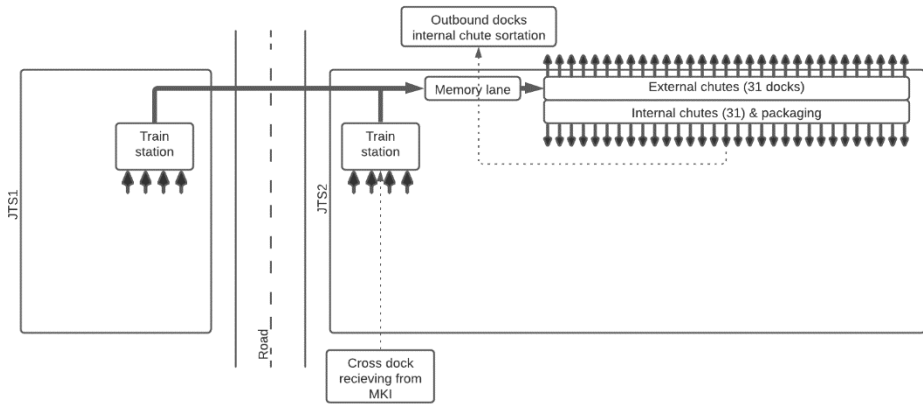 Outbound docks
internal chute sortation
Memory lane
External chutes (31 docks)
Internal chutes (31) & packaging
Train
station
Train
station
JTS1
JTS2
Road
Cross dock
recieving from
MKI